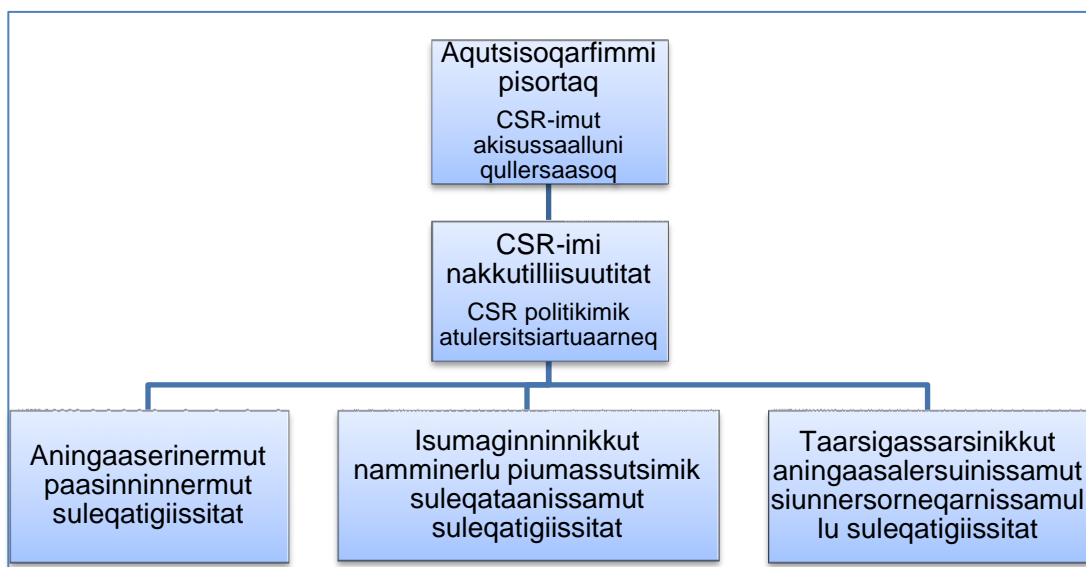 Aqutsisoqarfimmi
pisortaq
CSR-imut
akisussaalluni
qullersaasoq
CSR-imi
nakkutilliisuutitat
CSR politikimik
atulersitsiartuaarneq
Aningaaserinermut
paasinninnermut
suleqatigiissitat
Isumaginninnikkut
namminerlu piumassutsimik
suleqataanissamut
suleqatigiissitat
Taarsigassarsinikkut
aningaasalersuinissamut
siunnersorneqarnissamul
lu suleqatigiissitat